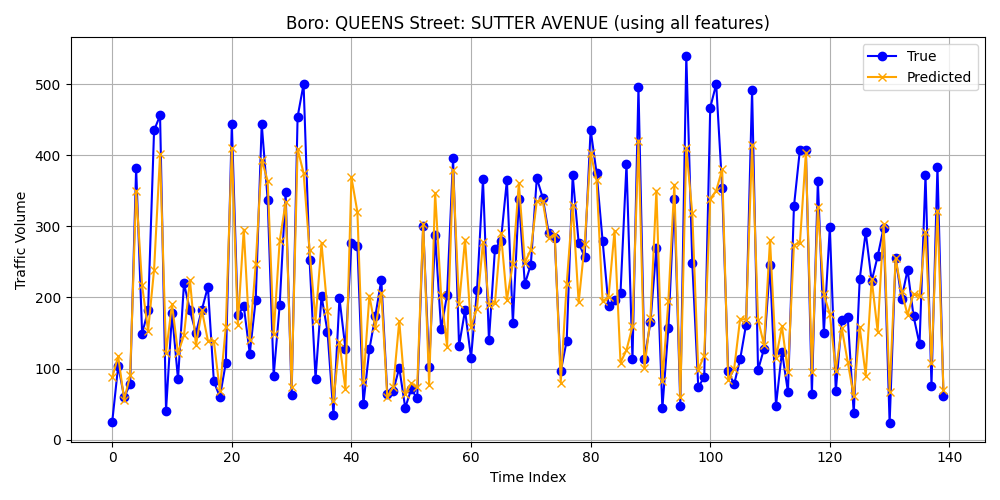 Boro: QUEENS Street: SUTTER AVENUE (using all features)
True
Predicted
Traffic Volume
500
400
300
200
100
0
0 20 40 60 80 100 120 140
Time Index